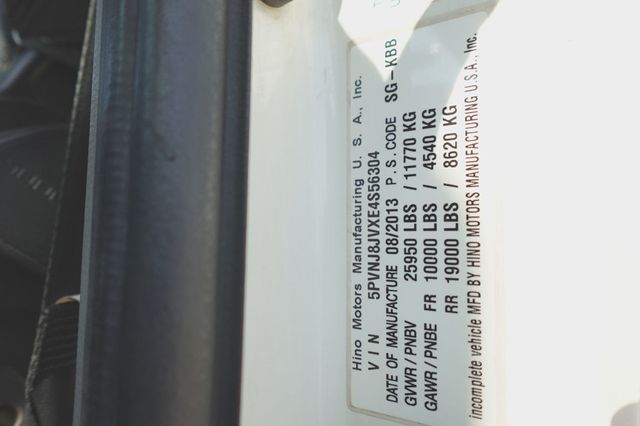 Hino Motors Manufacturing U. S. A., Inc.
VIN 5PVNJ8JVXE4S56304
DATE OF MANUFACTURE 08/2013 P.S.CODE SG-KBB
GVWR/PNBV 25950 LBS / 11770 KG
GAWR/PNBE FR 10000 LBS / 4540 KG
RR 19000 LBS / 8620 KG
incomplete vehicle MFD BY HINO MOTORS MANUFACTURING U.S.A., Inc.